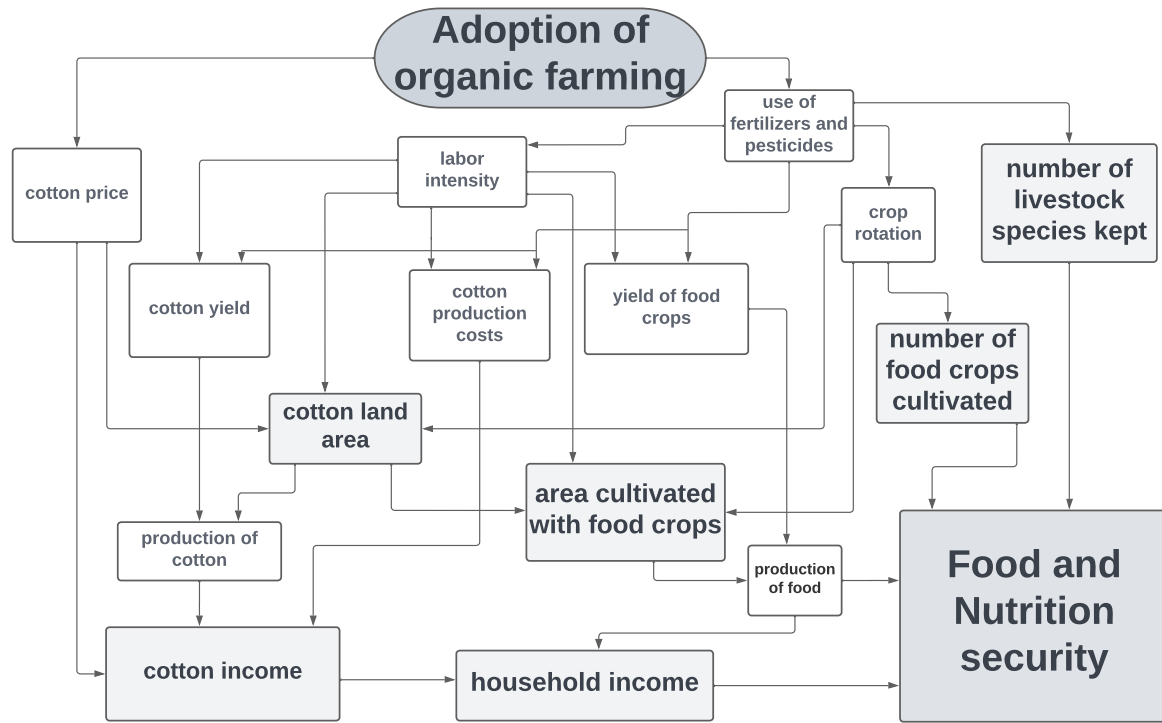 Adoption of
organic farming
use of
fertilizers and
pesticides
labor
intensity
number of
livestock
species kept
cotton price
crop
rotation
cotton yield
cotton
production
costs
yield of food
crops
number of
food crops
cultivated
cotton land
area
area cultivated
with food crops
production of
cotton
production
of food
Food and
Nutrition
security
cotton income
household income